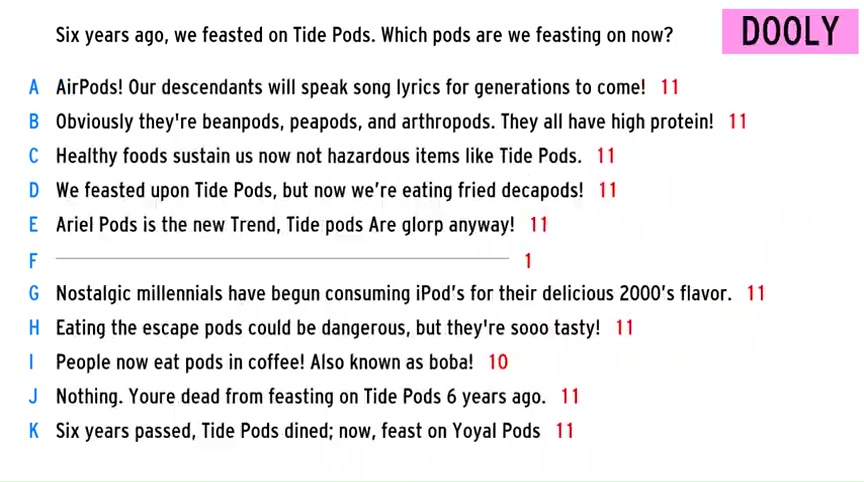 Six years ago, we feasted on Tide Pods. Which pods are we feasting on now? DOOLY
A AirPods! Our descendants will speak song lyrics for generations to come! 11
B Obviously they're beanpods, peapods, and arthropods. They all have high protein! 11
C Healthy foods sustain us now not hazardous items like Tide Pods. 11
D We feasted upon Tide Pods, but now we're eating fried decapods! 11
E Ariel Pods is the new Trend, Tide pods Are glorp anyway! 11
F 1
G Nostalgic millennials have begun consuming iPod's for their delicious 2000's flavor. 11
H Eating the escape pods could be dangerous, but they're sooo tasty! 11
I People now eat pods in coffee! Also known as boba! 10
J Nothing. Youre dead from feasting on Tide Pods 6 years ago. 11
K Six years passed, Tide Pods dined; now, feast on Yoyal Pods 11